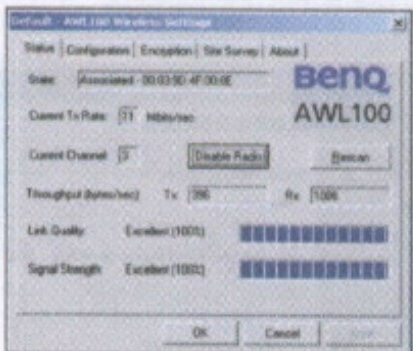 Default - AWL100 Wireless Settings
Status Configuration Encryption Site Survey About
State: Associated - 00:03:9D:4F:00:0E
BenQ
AWL100
Current Tx Rate: 11 Mbits/sec
Current Channel: 3 Disable Radio Rescan
Throughput (bytes/sec): Tx: 396 Rx: 1086
Link Quality: Excellent (100%)
Signal Strength: Excellent (100%)
OK Cancel